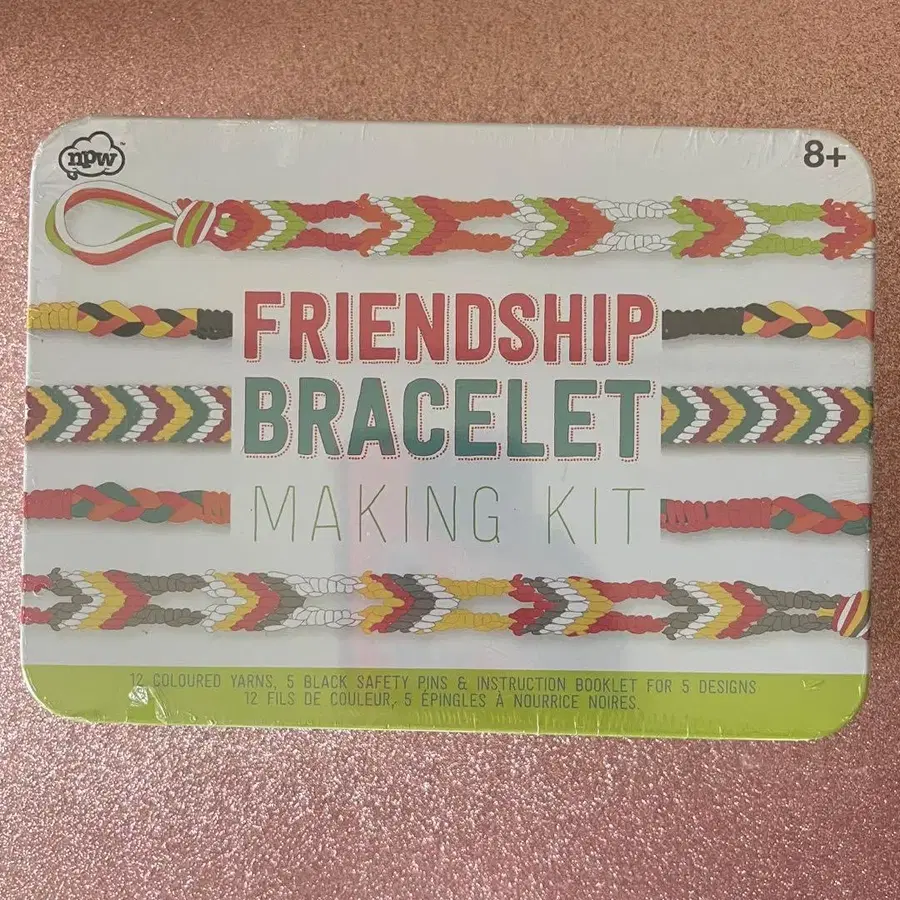 npw
8+
FRIENDSHIP
BRACELET
MAKING KIT
12 COLOURED YARNS, 5 BLACK SAFETY PINS & INSTRUCTION BOOKLET FOR 5 DESIGNS
12 FILS DE COULEUR, 5 ÉPINGLES À NOURRICE NOIRES.